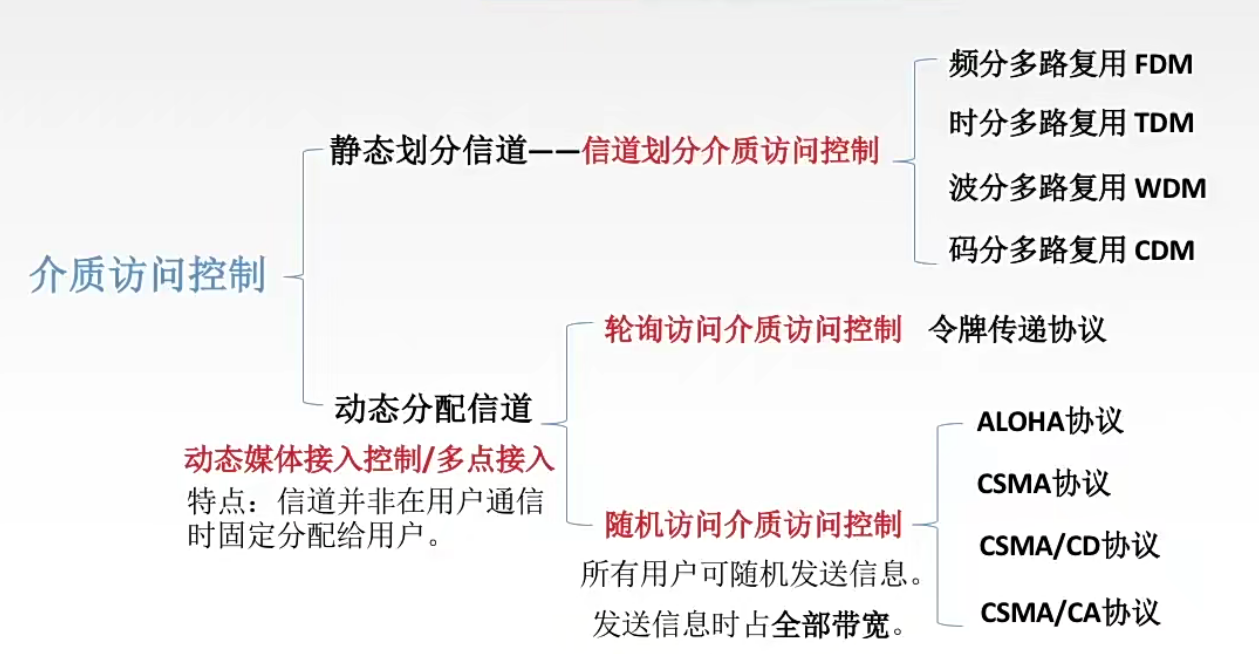 介质访问控制
静态划分信道——信道划分介质访问控制
频分多路复用 FDM
时分多路复用 TDM
波分多路复用 WDM
码分多路复用 CDM
动态分配信道
动态媒体接入控制/多点接入
特点：信道并非在用户通信
时固定分配给用户。
轮询访问介质访问控制 令牌传递协议
随机访问介质访问控制
所有用户可随机发送信息。
发送信息时占全部带宽。
ALOHA协议
CSMA协议
CSMA/CD协议
CSMA/CA协议